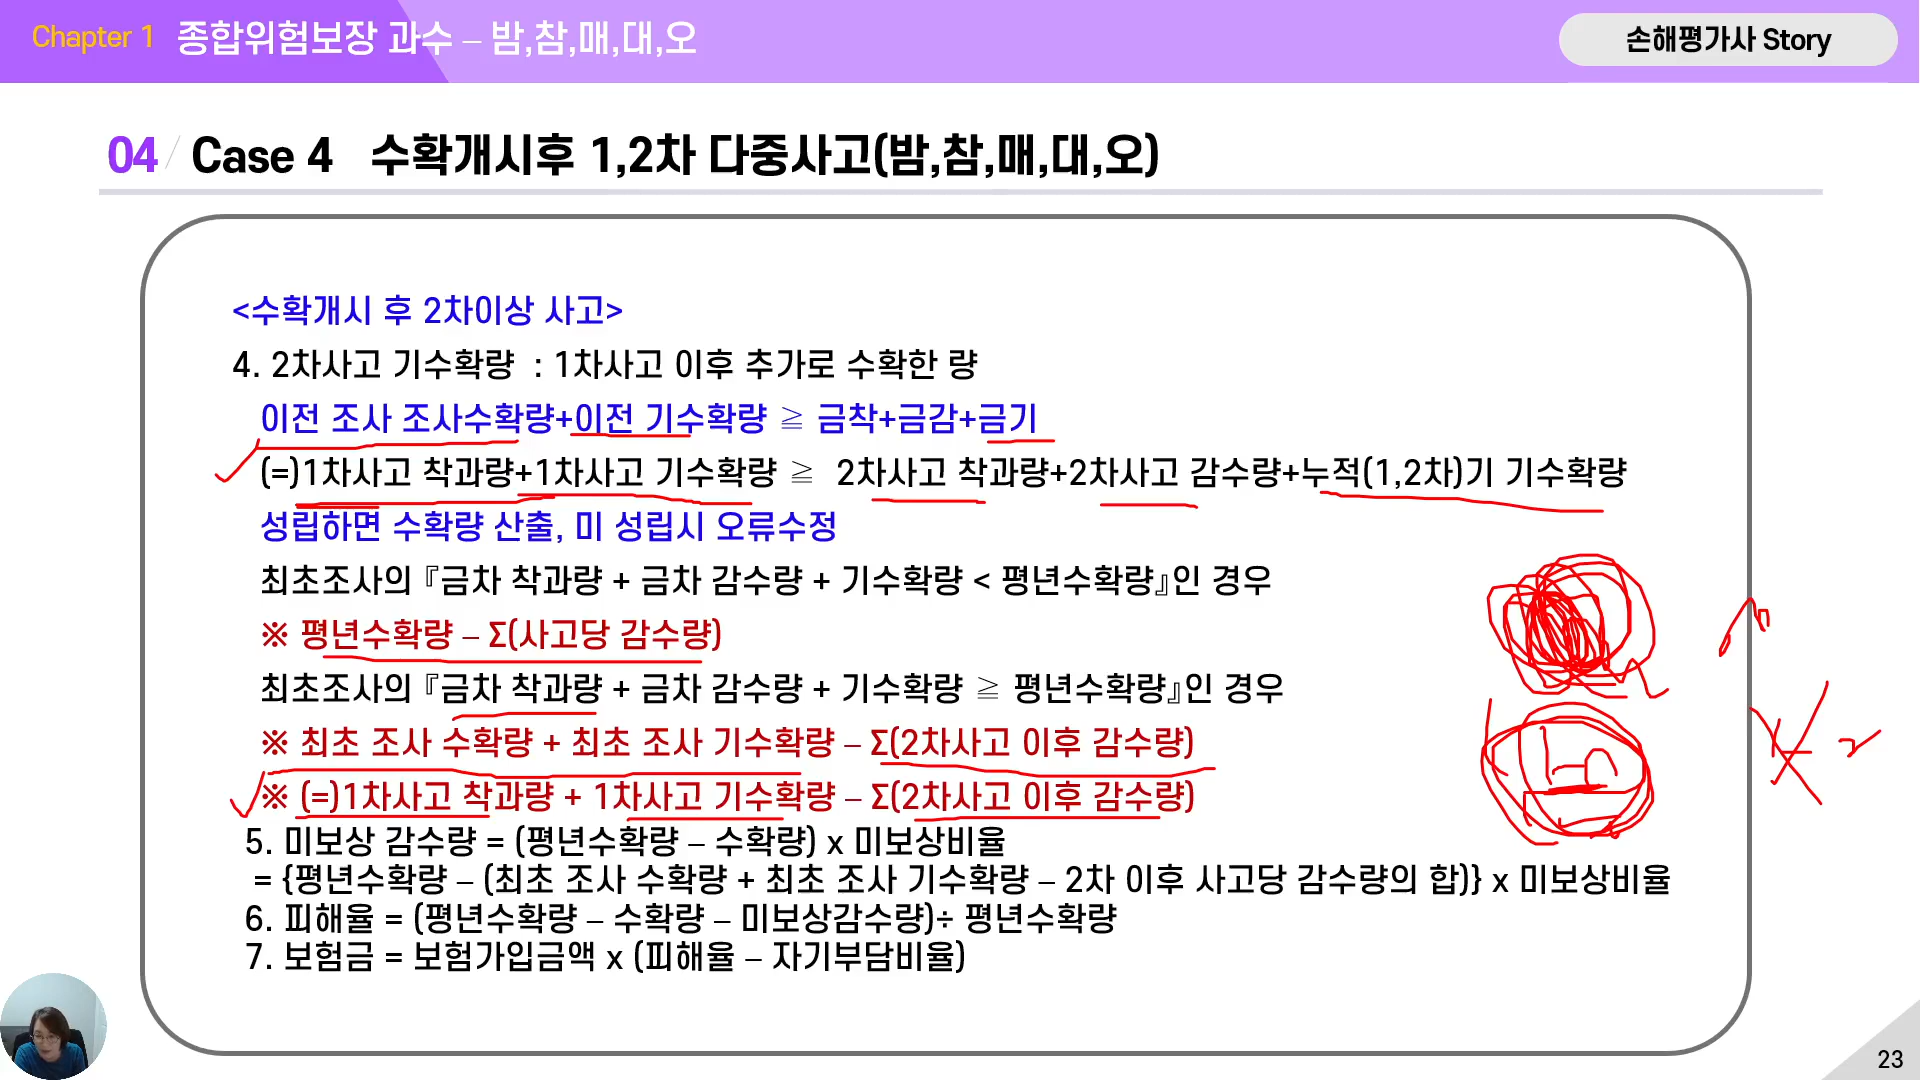 Chapter 1 종합위험보장 과수 – 밤,참,매,대,오
손해평가사 Story
04 / Case 4 수확개시후 1,2차 다중사고(밤,참,매,대,오)
<수확개시 후 2차이상 사고>
4. 2차사고 기수확량 : 1차사고 이후 추가로 수확한 량
이전 조사 조사수확량+이전 기수확량 ≧ 금착+금감+금기
(=)1차사고 착과량+1차사고 기수확량 ≧ 2차사고 착과량+2차사고 감수량+누적(1,2차)기 기수확량
성립하면 수확량 산출, 미 성립시 오류수정
최초조사의『금차 착과량 + 금차 감수량 + 기수확량 < 평년수확량』인 경우
※ 평년수확량 – Σ(사고당 감수량)
최초조사의『금차 착과량 + 금차 감수량 + 기수확량 ≧ 평년수확량』인 경우
※ 최초 조사 수확량 + 최초 조사 기수확량 – Σ(2차사고 이후 감수량)
※ (=)1차사고 착과량 + 1차사고 기수확량 – Σ(2차사고 이후 감수량)
5. 미보상 감수량 = (평년수확량 – 수확량) x 미보상비율
= {평년수확량 – (최초 조사 수확량 + 최초 조사 기수확량 – 2차 이후 사고당 감수량의 합)} x 미보상비율
6. 피해율 = (평년수확량 – 수확량 – 미보상감수량)÷ 평년수확량
7. 보험금 = 보험가입금액 x (피해율 – 자기부담비율)
23